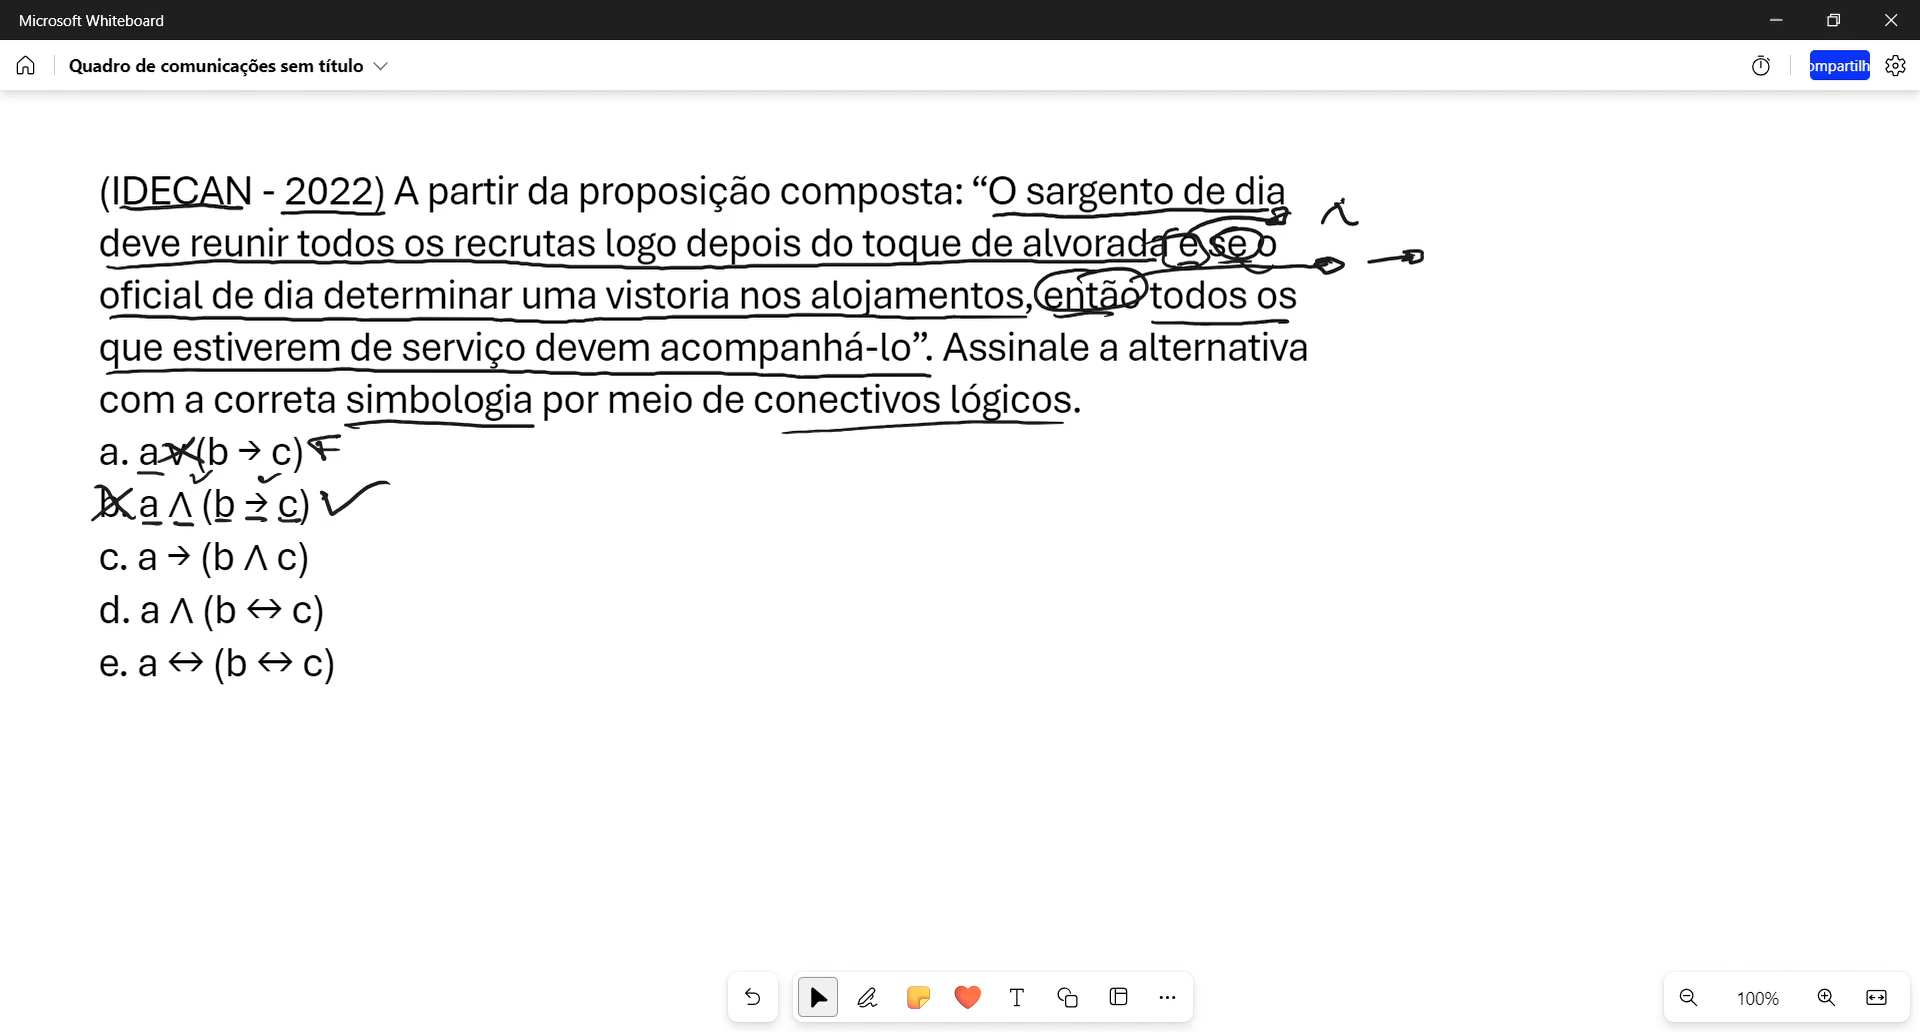 Microsoft Whiteboard
Quadro de comunicações sem título
ompartilh
(IDECAN - 2022) A partir da proposição composta: “O sargento de dia
deve reunir todos os recrutas logo depois do toque de alvorada e se o
oficial de dia determinar uma vistoria nos alojamentos, então todos os
que estiverem de serviço devem acompanhá-lo”. Assinale a alternativa
com a correta simbologia por meio de conectivos lógicos.
a. a v (b → c) F
b. a ∧ (b → c)
c. a → (b ∧ c)
d. a ∧ (b ↔ c)
e. a ↔ (b ↔ c)
∧
→
100%